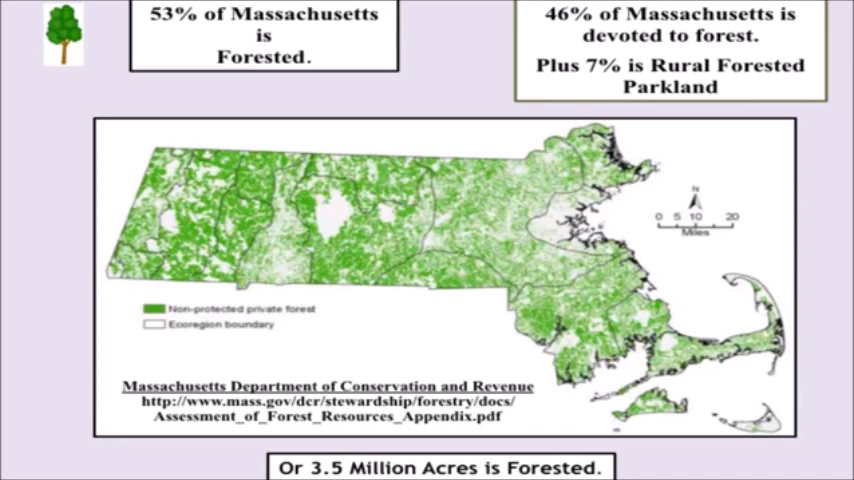 53% of Massachusetts
is
Forested.
46% of Massachusetts is
devoted to forest.
Plus 7% is Rural Forested
Parkland
N
0 5 10 20
Miles
Non-protected private forest
Ecoregion boundary
Massachusetts Department of Conservation and Revenue
http://www.mass.gov/dcr/stewardship/forestry/docs/
Assessment_of_Forest_Resources_Appendix.pdf
Or 3.5 Million Acres is Forested.